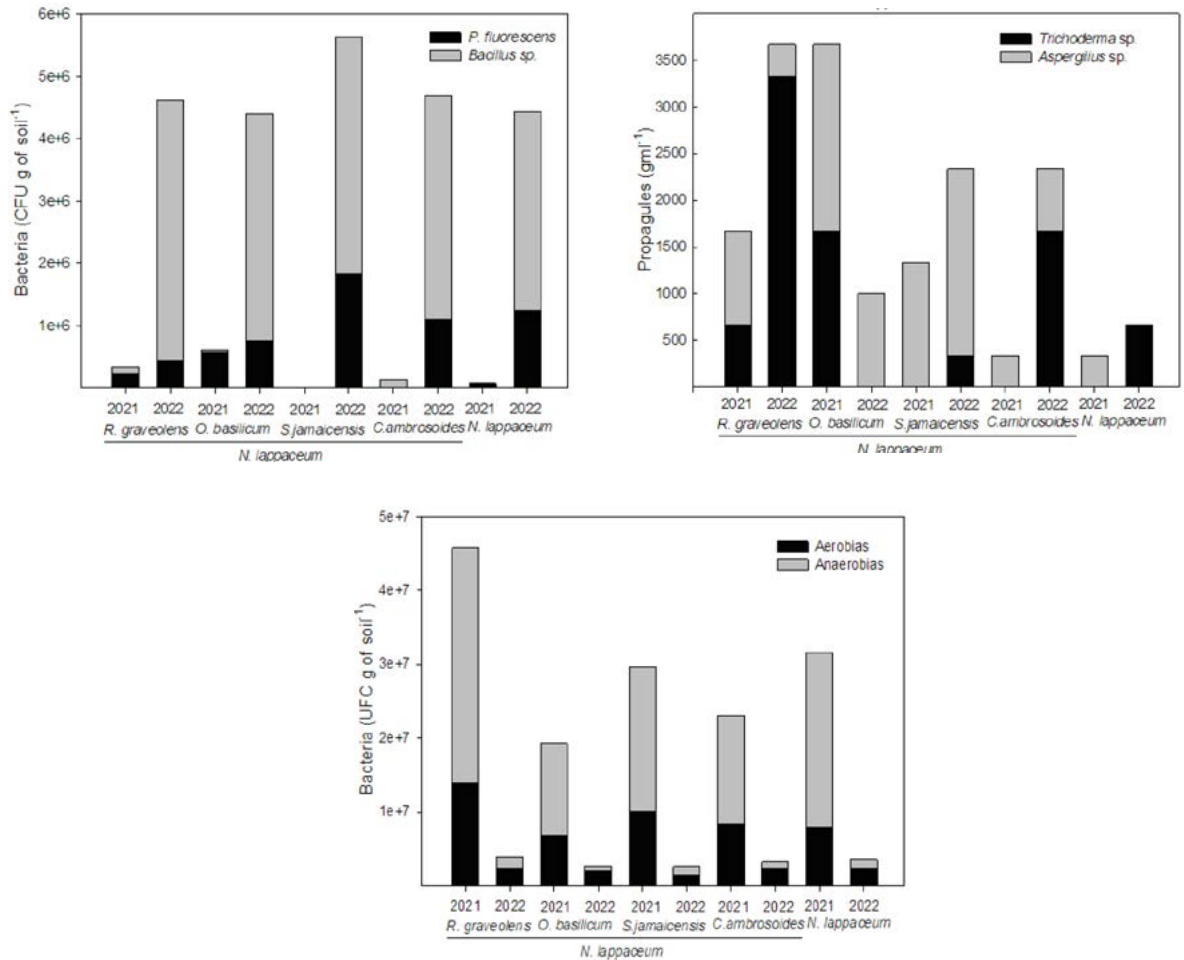 6e+6
5e+6
4e+6
3e+6
2e+6
1e+6
Bacteria (CFU g of soil-1)
P. fluorescens
Bacillus sp.
2021 2022 2021 2022 2021 2022 2021 2022 2021 2022
R. graveolens O. basilicum S.jamaicensis C.ambrosoides N. lappaceum
N. lappaceum
3500
3000
2500
2000
1500
1000
500
Propagules (gml-1)
Trichoderma sp.
Aspergilius sp.
2021 2022 2021 2022 2021 2022 2021 2022 2021 2022
R. graveolens O. basilicum S.jamaicensis C.ambrosoides N. lappaceum
N. lappaceum
5e+7
4e+7
3e+7
2e+7
1e+7
Bacteria (UFC g of soil-1)
Aerobias
Anaerobias
2021 2022 2021 2022 2021 2022 2021 2022 2021 2022
R. graveolens O. basilicum S.jamaicensis C.ambrosoides N. lappaceum
N. lappaceum